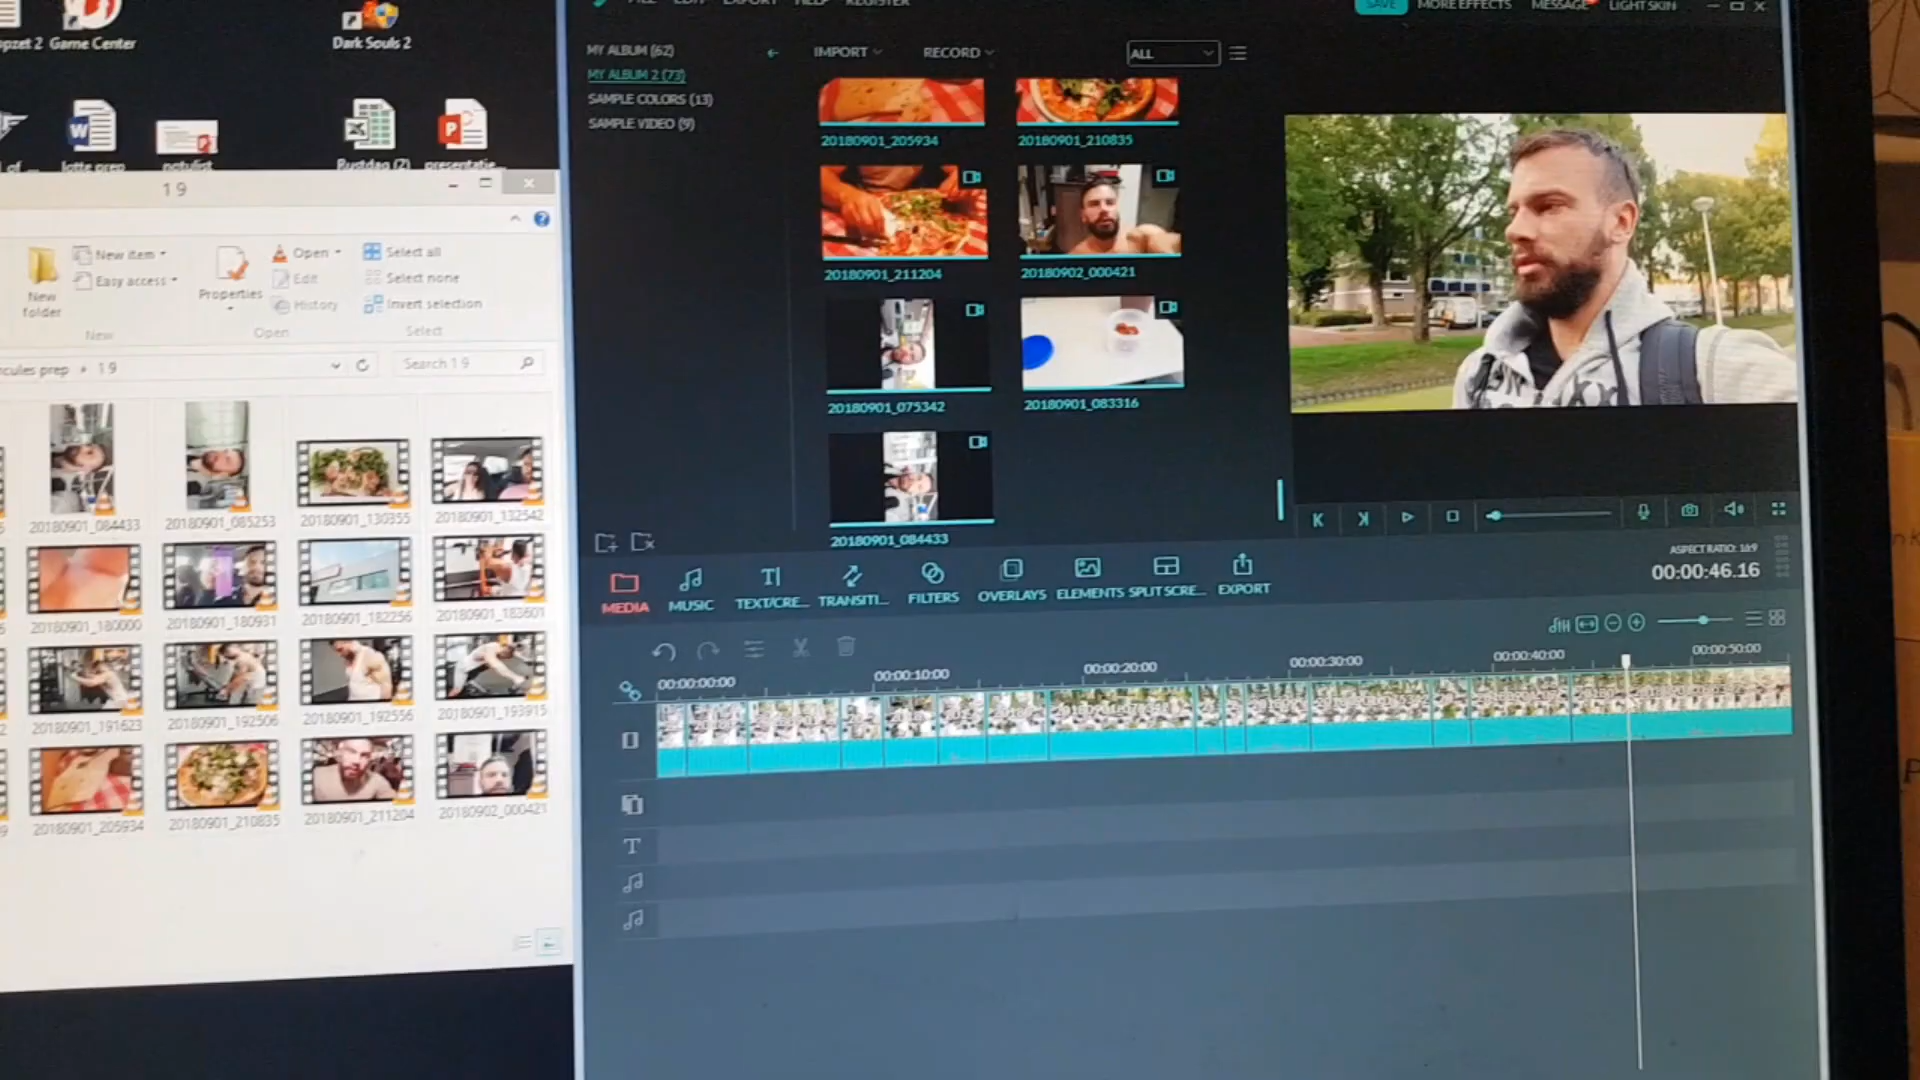 FILE EDIT EXPORT HELP REGISTER
SAVE MORE EFFECTS MESSAGE LIGHT SKIN
Game Center
Dark Souls 2
lotte prep
notulist
Rustdag (2)
presentatie...
MY ALBUM (62)
MY ALBUM 2 (73)
SAMPLE COLORS (13)
SAMPLE VIDEO (9)
IMPORT
RECORD
ALL
20180901_205934
20180901_210835
20180901_211204
20180902_000421
20180901_075342
20180901_083316
20180901_084433
1 9
New item
Easy access
New folder
New
Properties
Open
Edit
History
Open
Select all
Select none
Invert selection
Select
prep
1 9
Search 1 9
20180901_084433
20180901_085253
20180901_130355
20180901_132542
20180901_180000
20180901_180931
20180901_182256
20180901_183601
20180901_191623
20180901_192506
20180901_192556
20180901_193915
20180901_205934
20180901_210835
20180901_211204
20180902_000421
ASPECT RATIO: 16:9
00:00:46.16
MEDIA
MUSIC
TEXT/CRE...
TRANSITI...
FILTERS
OVERLAYS
ELEMENTS
SPLIT SCRE...
EXPORT
00:00:00:00
00:00:10:00
00:00:20:00
00:00:30:00
00:00:40:00
00:00:50:00
T